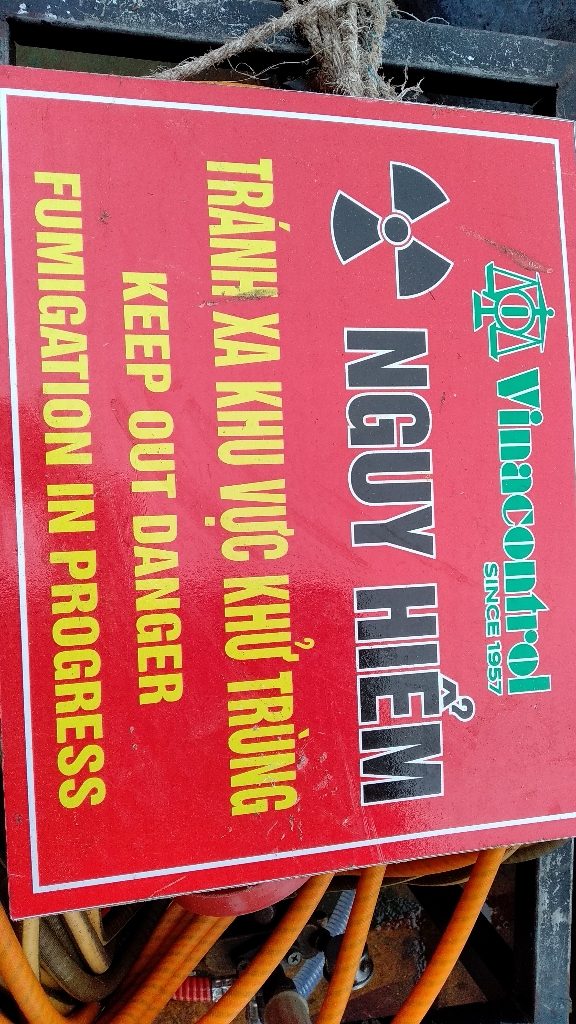 Vinacontrol
SINCE 1957
NGUY HIỂM
TRÁNH XA KHU VỰC KHỬ TRÙNG
KEEP OUT DANGER
FUMIGATION IN PROGRESS